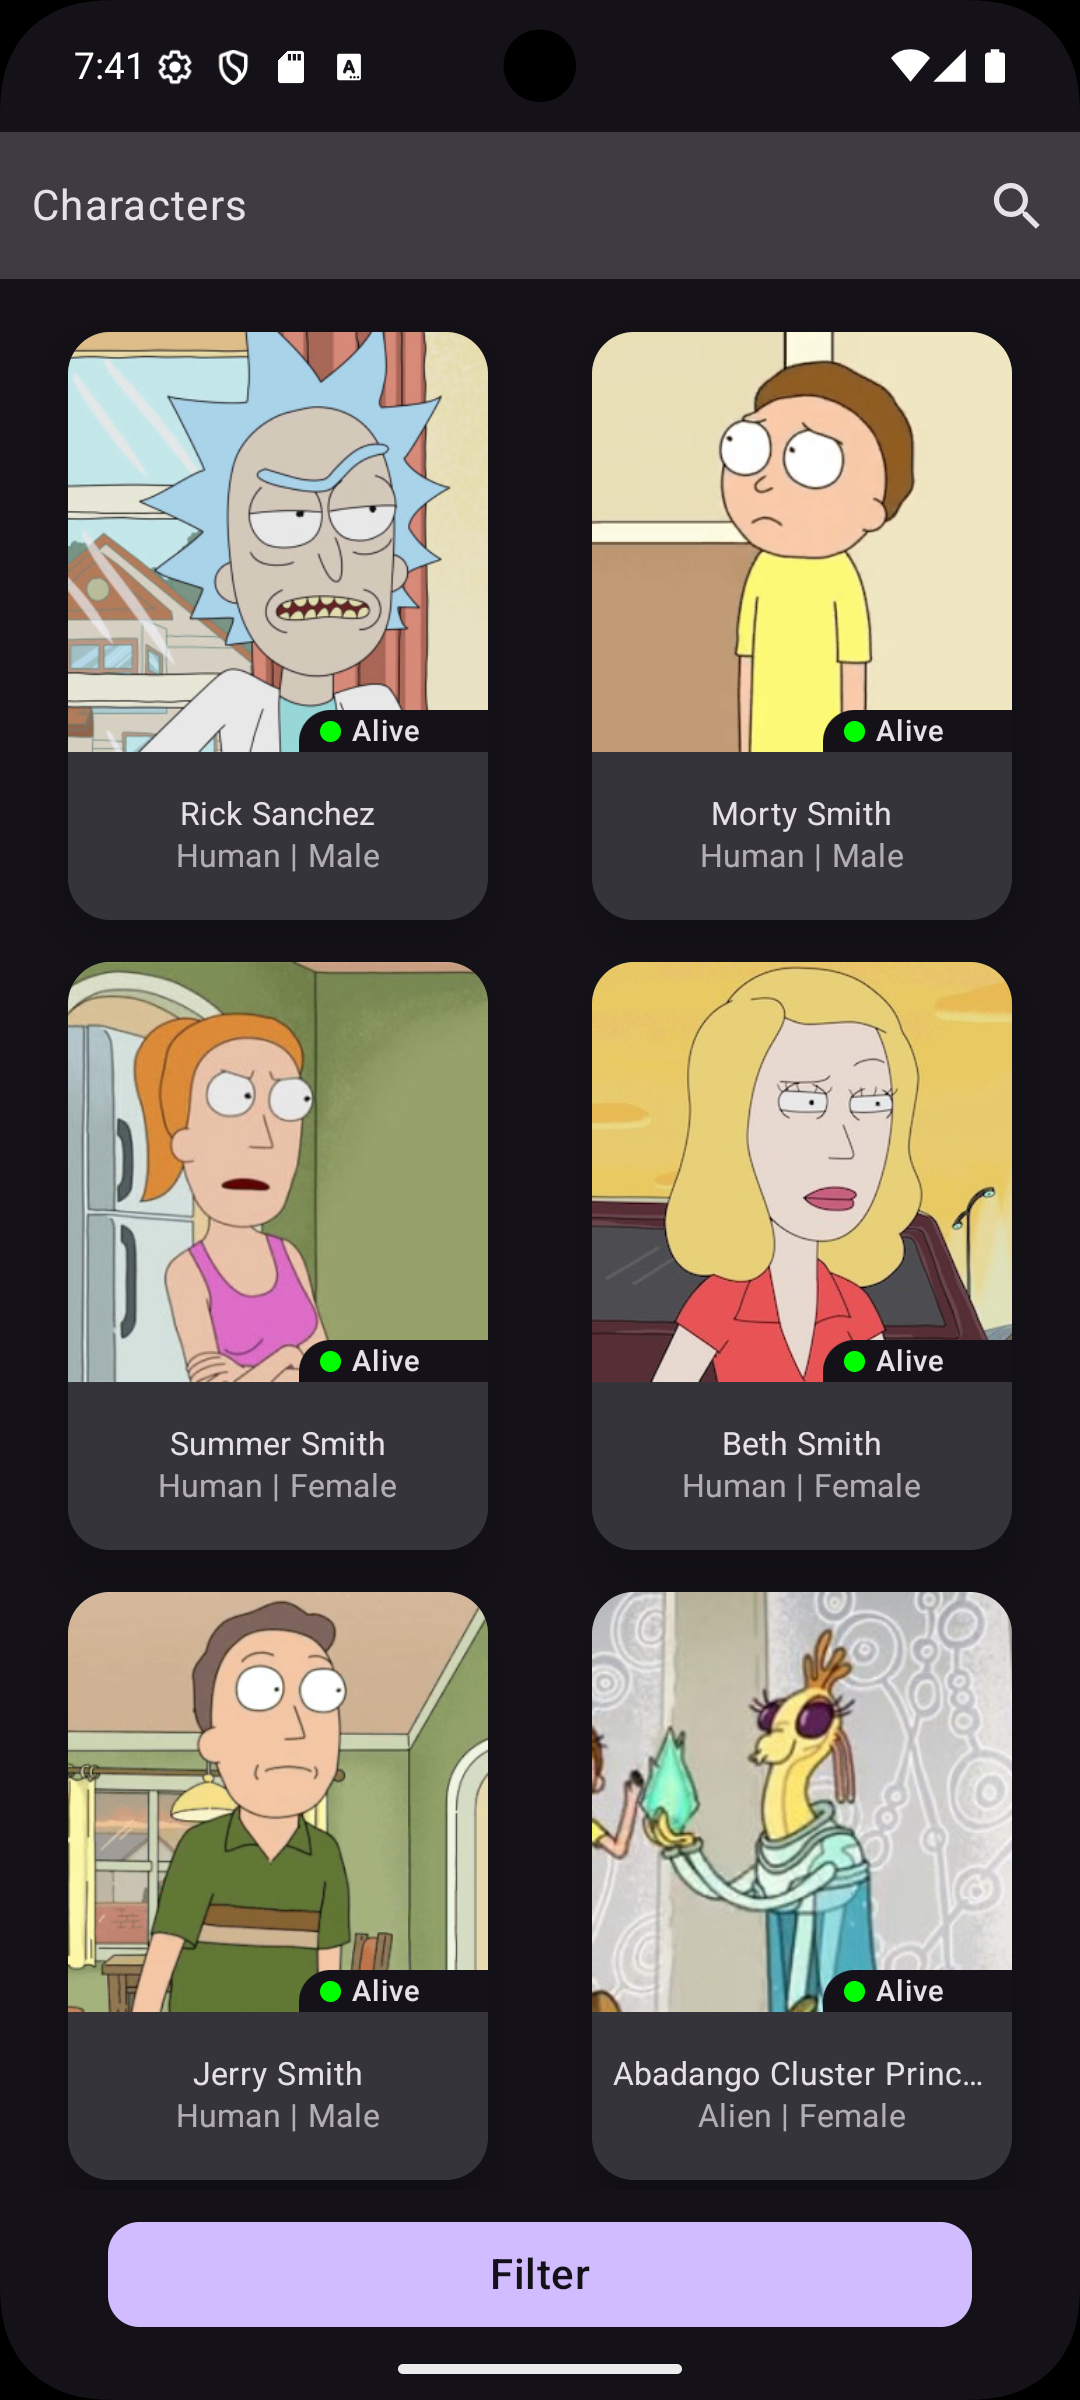 7:41
Characters
Alive
Alive
Rick Sanchez
Human | Male
Morty Smith
Human | Male
Alive
Alive
Summer Smith
Human | Female
Beth Smith
Human | Female
Alive
Alive
Jerry Smith
Human | Male
Abadango Cluster Princ...
Alien | Female
Filter